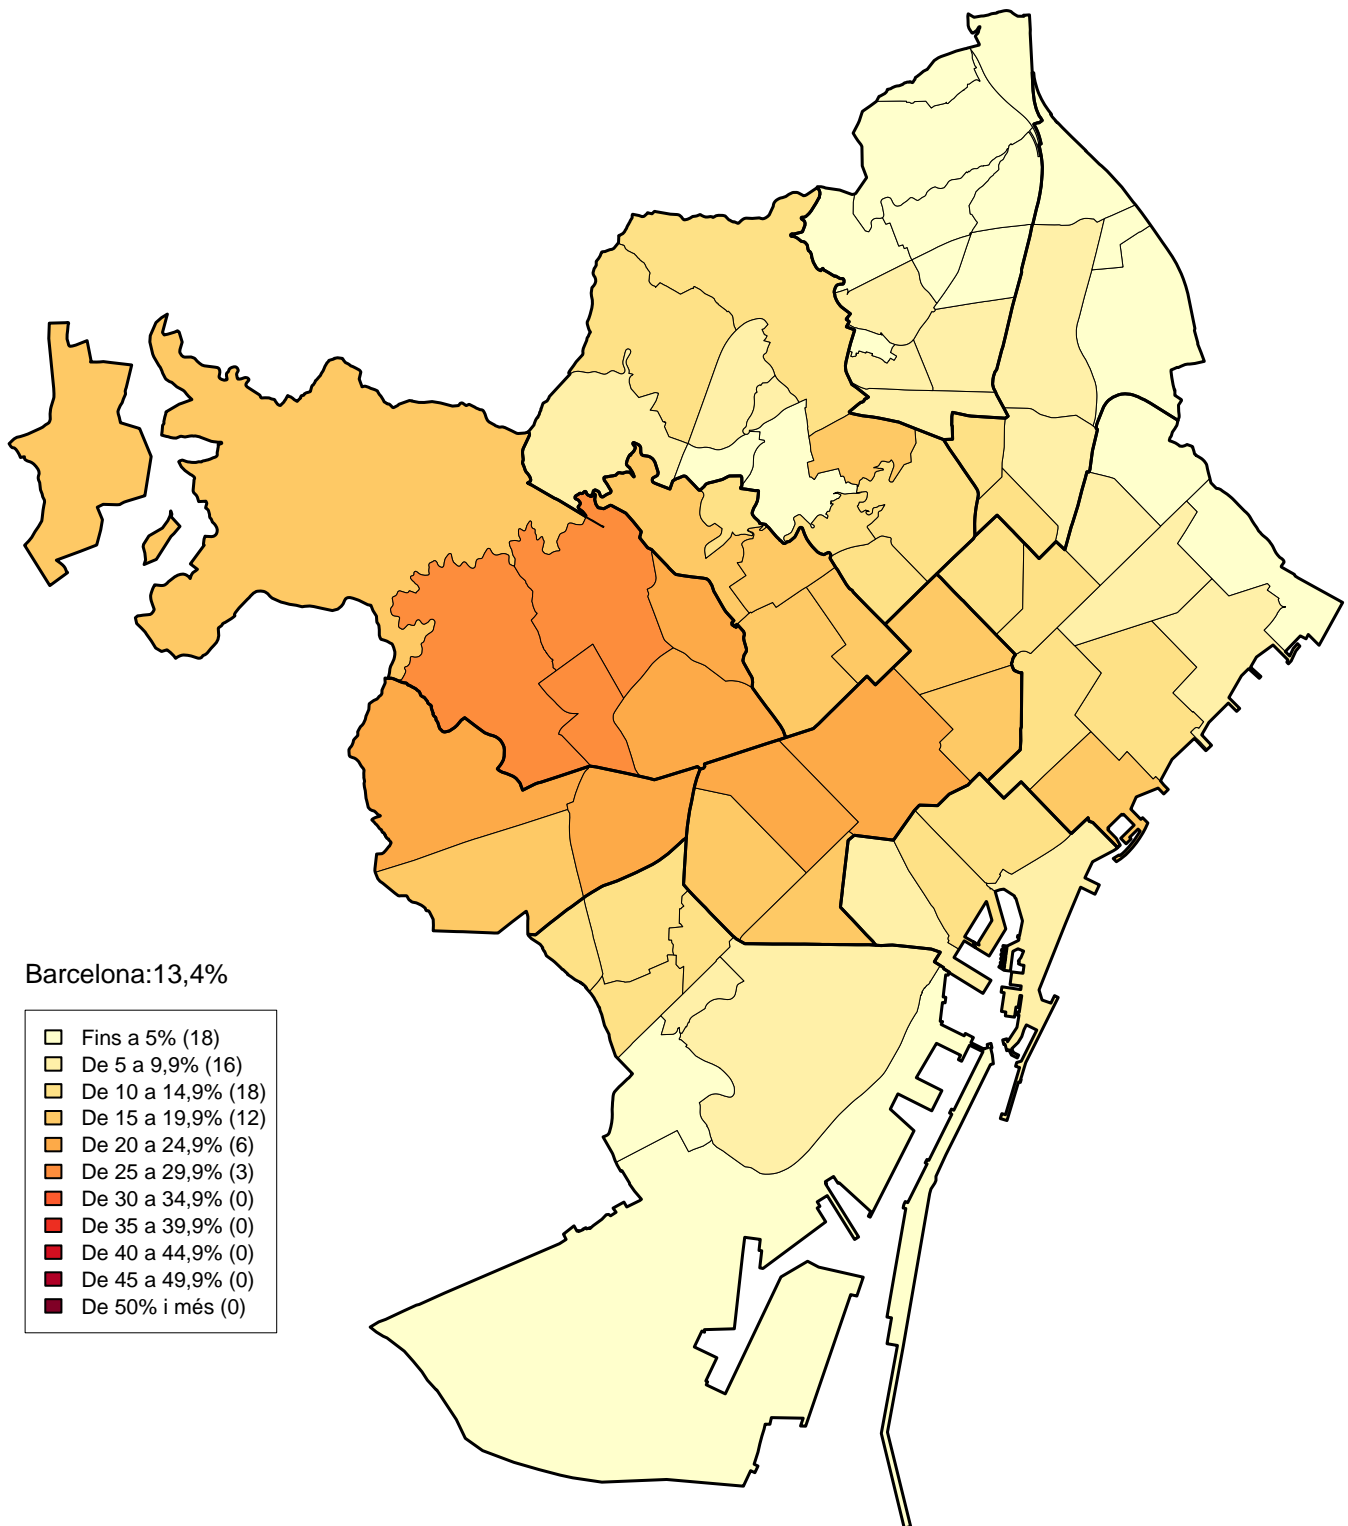 Barcelona:13,4%
Fins a 5% (18)
De 5 a 9,9% (16)
De 10 a 14,9% (18)
De 15 a 19,9% (12)
De 20 a 24,9% (6)
De 25 a 29,9% (3)
De 30 a 34,9% (0)
De 35 a 39,9% (0)
De 40 a 44,9% (0)
De 45 a 49,9% (0)
De 50% i més (0)